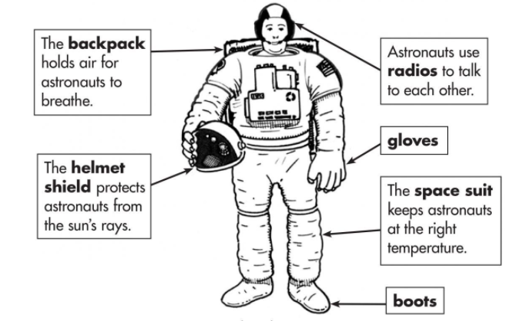 The backpack
holds air for
astronauts to
breathe.
Astronauts use
radios to talk
to each other.
gloves
The helmet
shield protects
astronauts from
the sun's rays.
The space suit
keeps astronauts
at the right
temperature.
boots